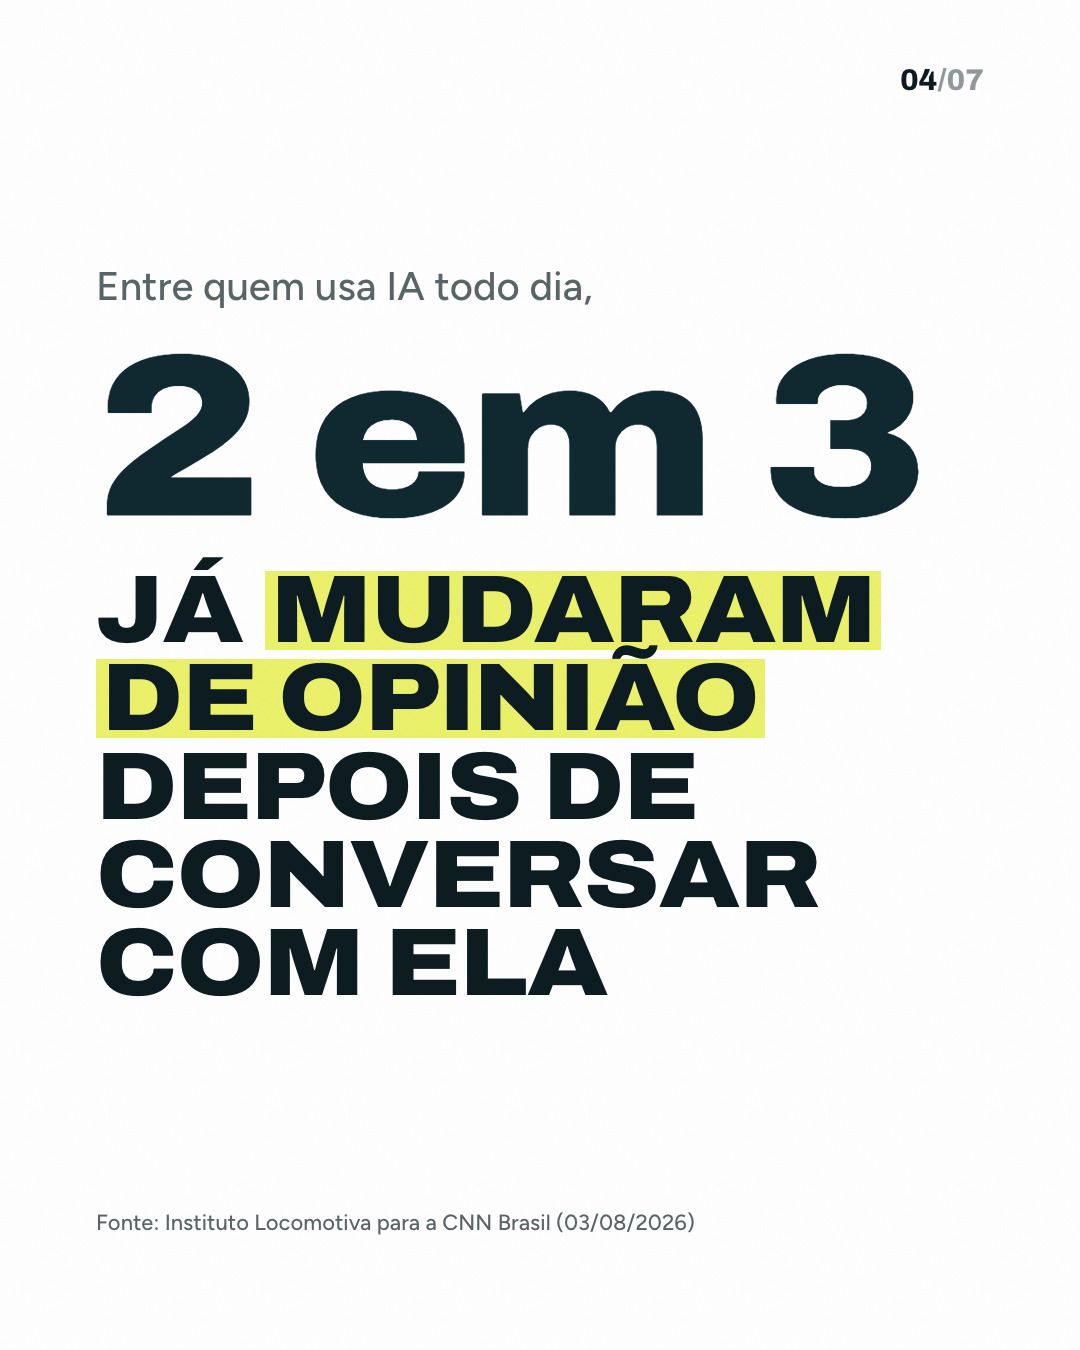 04/07
Entre quem usa IA todo dia,
2 em 3
JÁ MUDARAM
DE OPINIÃO
DEPOIS DE
CONVERSAR
COM ELA
Fonte: Instituto Locomotiva para a CNN Brasil (03/08/2026)